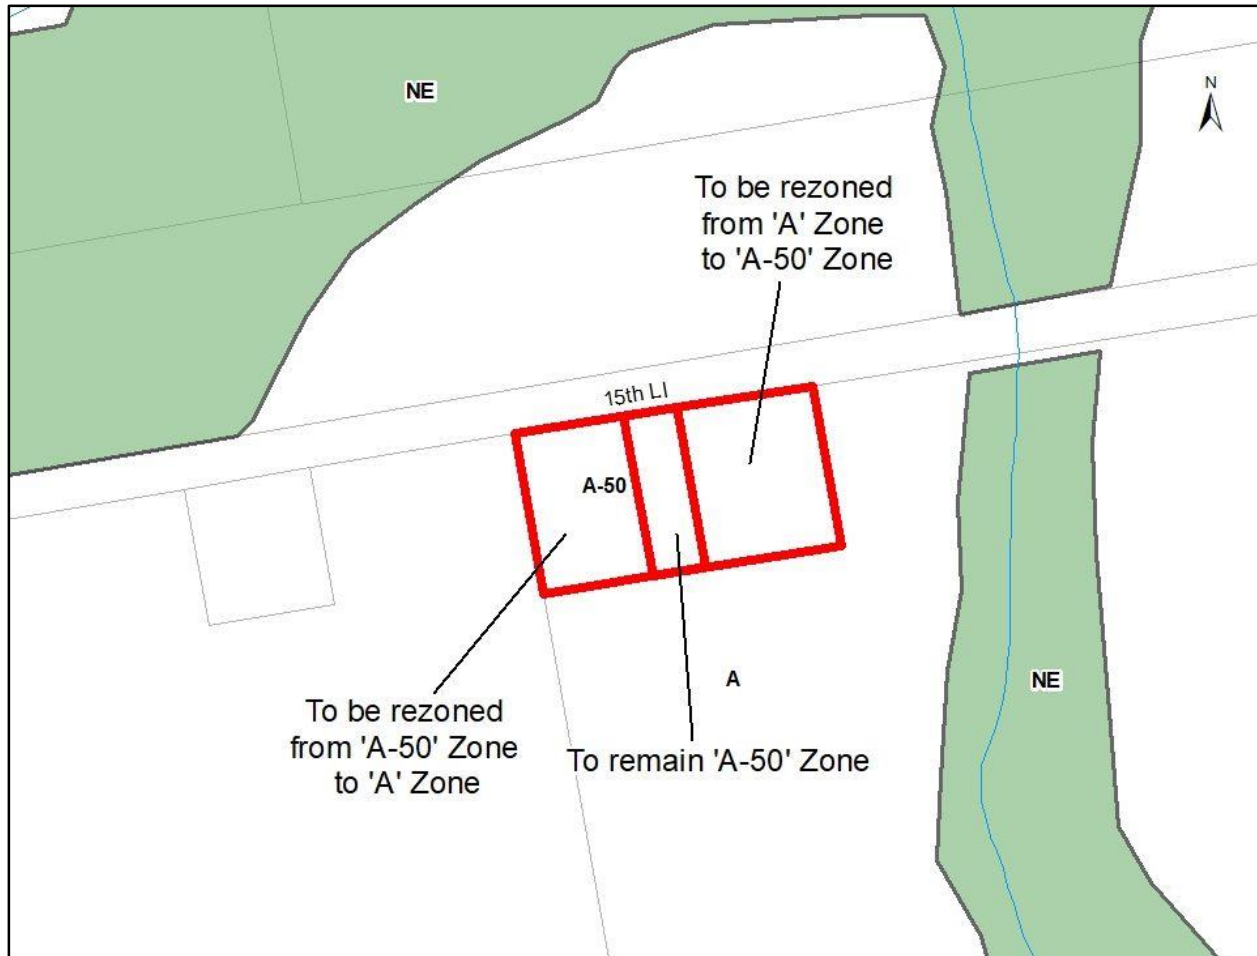 NE
N
To be rezoned
from 'A' Zone
to 'A-50' Zone
15th LI
A-50
A
NE
To be rezoned
from 'A-50' Zone
to 'A' Zone
To remain 'A-50' Zone